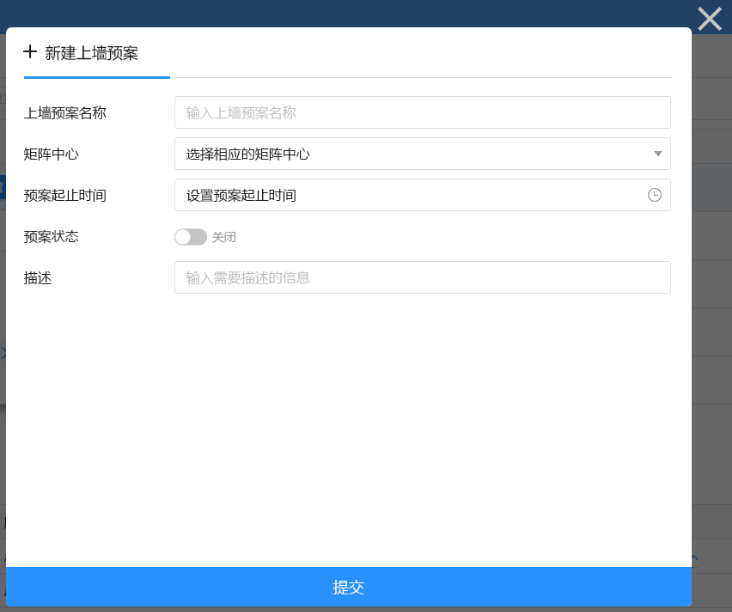 新建上墙预案
上墙预案名称 输入上墙预案名称
矩阵中心 选择相应的矩阵中心
预案起止时间 设置预案起止时间
预案状态 关闭
描述 输入需要描述的信息
提交